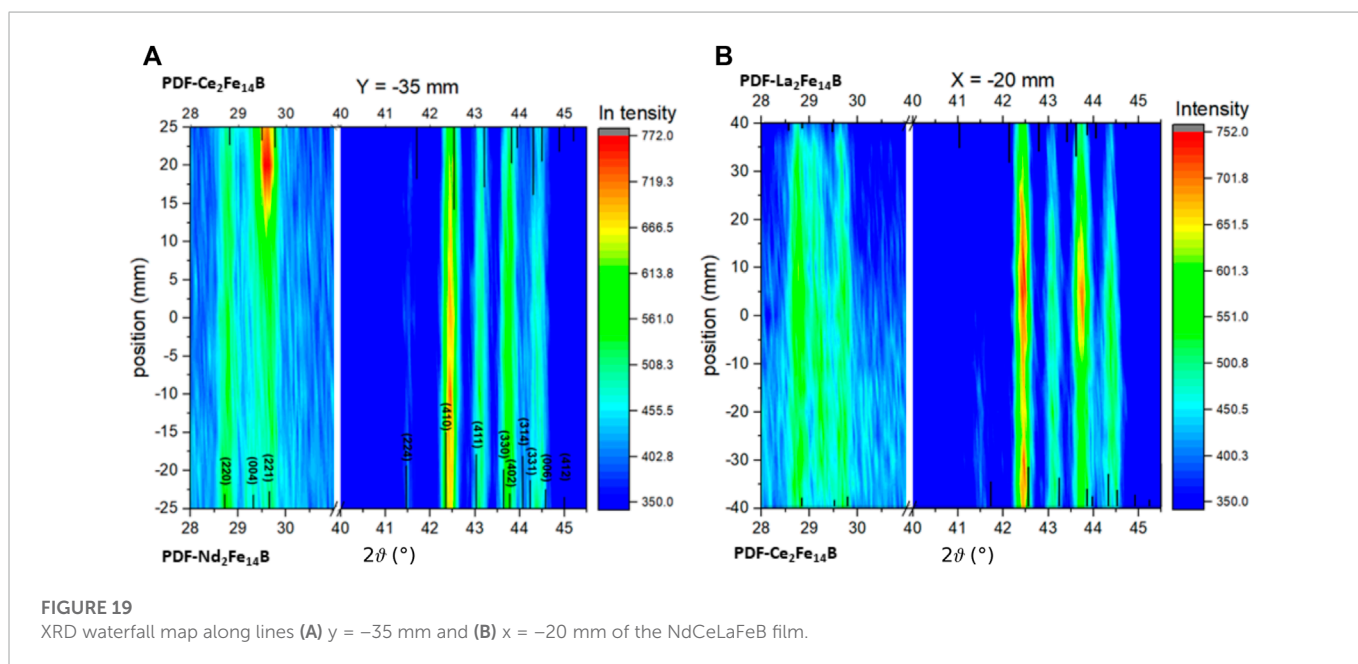 A
PDF-Ce₂Fe₁₄B
Y = -35 mm
28 29 30 40 42 43 44 45
In tensity
25
20
15
10
5
0
-5
-10
-15
-20
-25
position (mm)
772.0
719.3
666.5
613.8
561.0
508.3
455.5
402.8
350.0
(220)
(004)
(221)
(224)
(410)
(411)
(330)
(402)
(314)
(331)
(006)
(412)
28 29 30 40 42 43 44 45
PDF-Nd₂Fe₁₄B
2ϑ (°)
B
PDF-La₂Fe₁₄B
X = -20 mm
28 29 30 40 41 42 43 44 45
Intensity
40
30
20
10
0
-10
-20
-30
-40
position (mm)
752.0
701.8
651.5
601.3
551.0
500.8
450.5
400.3
350.0
28 29 30 40 41 42 43 44 45
PDF-Ce₂Fe₁₄B
2ϑ (°)
FIGURE 19
XRD waterfall map along lines (A) y = −35 mm and (B) x = −20 mm of the NdCeLaFeB film.